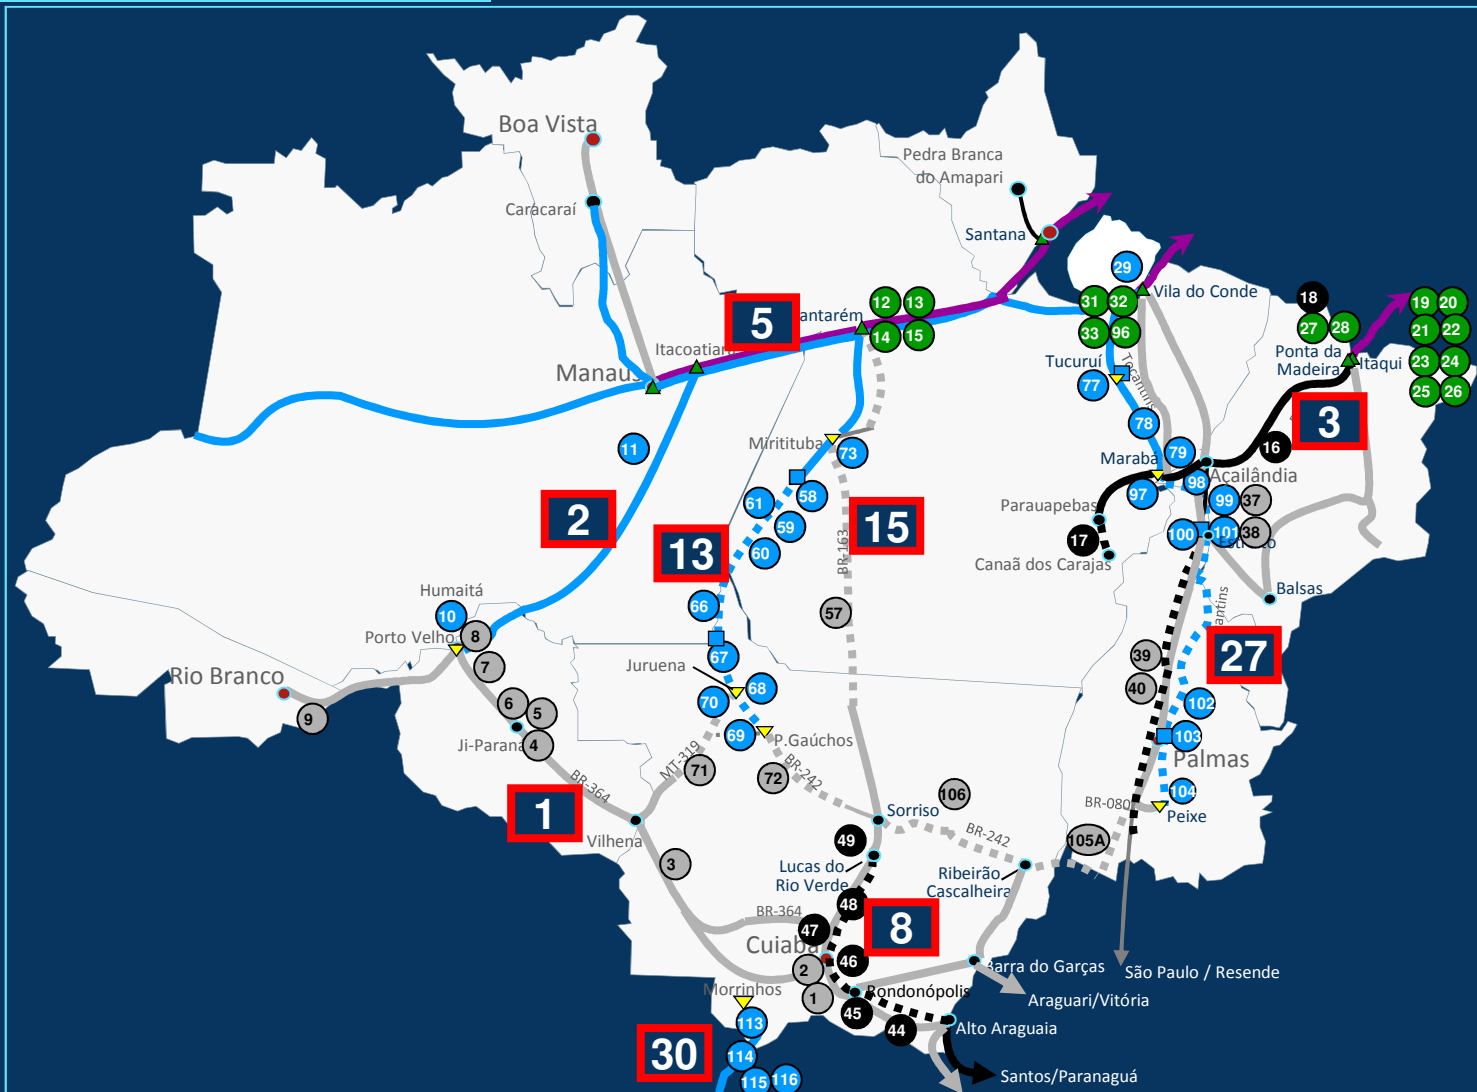 Boa Vista
Caracaraí
Pedra Branca
do Amapari
Santana
29
Vila do Conde
18
12
13
31
32
19
20
5
antarém
27
28
14
15
33
96
21
22
Itacoatiara
Tucuruí
Tocantins
Ponta da
Madeira
Itaqui
23
24
Manaus
77
25
26
3
78
11
Miritituba
73
79
16
Marabá
Açailândia
98
97
61
58
99
37
2
59
15
Parauapebas
60
13
BR-163
17
100
101
38
Estreito
Canaã dos Carajas
Humaitá
10
66
57
Balsas
antins
8
Porto Velho
7
67
39
27
Juruena
40
Rio Branco
68
70
6
5
9
102
69
P.Gaúchos
103
Ji-Paraná
4
Palmas
MT-319
71
72
BR-242
BR-364
106
104
1
BR-080
Peixe
Sorriso
BR-242
Vilhena
49
105A
3
Lucas do
Rio Verde
Ribeirão
Cascalheira
48
BR-364
47
8
Cuiabá
46
2
Barra do Garças
São Paulo / Resende
Morrinhos
1
Rondonópolis
Araguari/Vitória
45
113
44
Alto Araguaia
30
114
115
116
Santos/Paranaguá